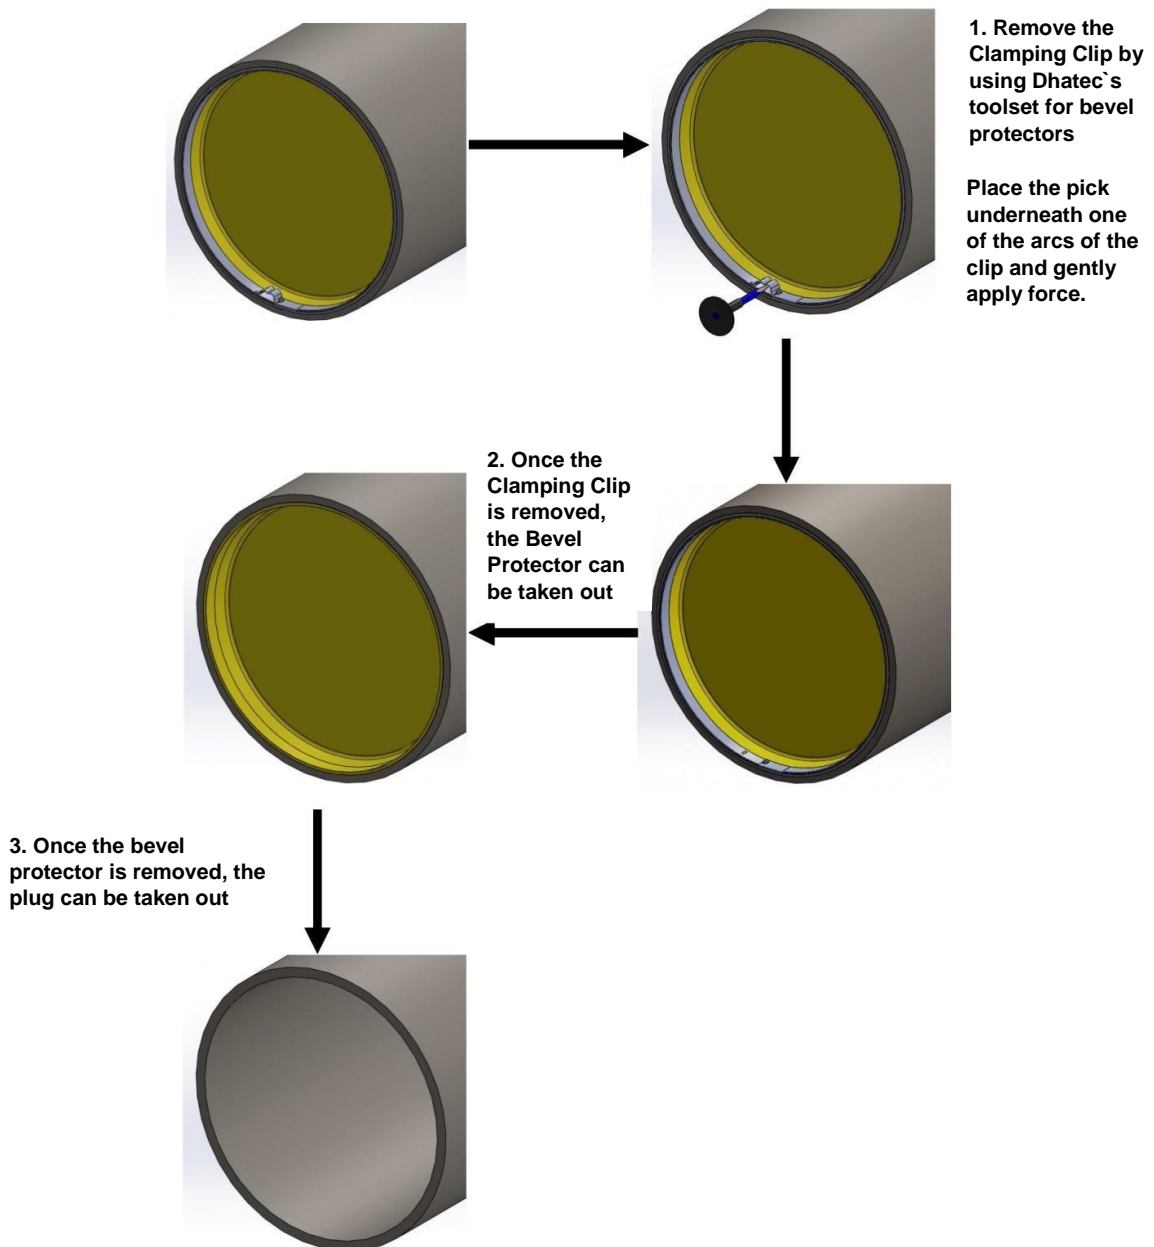 1. Remove the
Clamping Clip by
using Dhatec`s
toolset for bevel
protectors
Place the pick
underneath one
of the arcs of the
clip and gently
apply force.
2. Once the
Clamping Clip
is removed,
the Bevel
Protector can
be taken out
3. Once the bevel
protector is removed, the
plug can be taken out